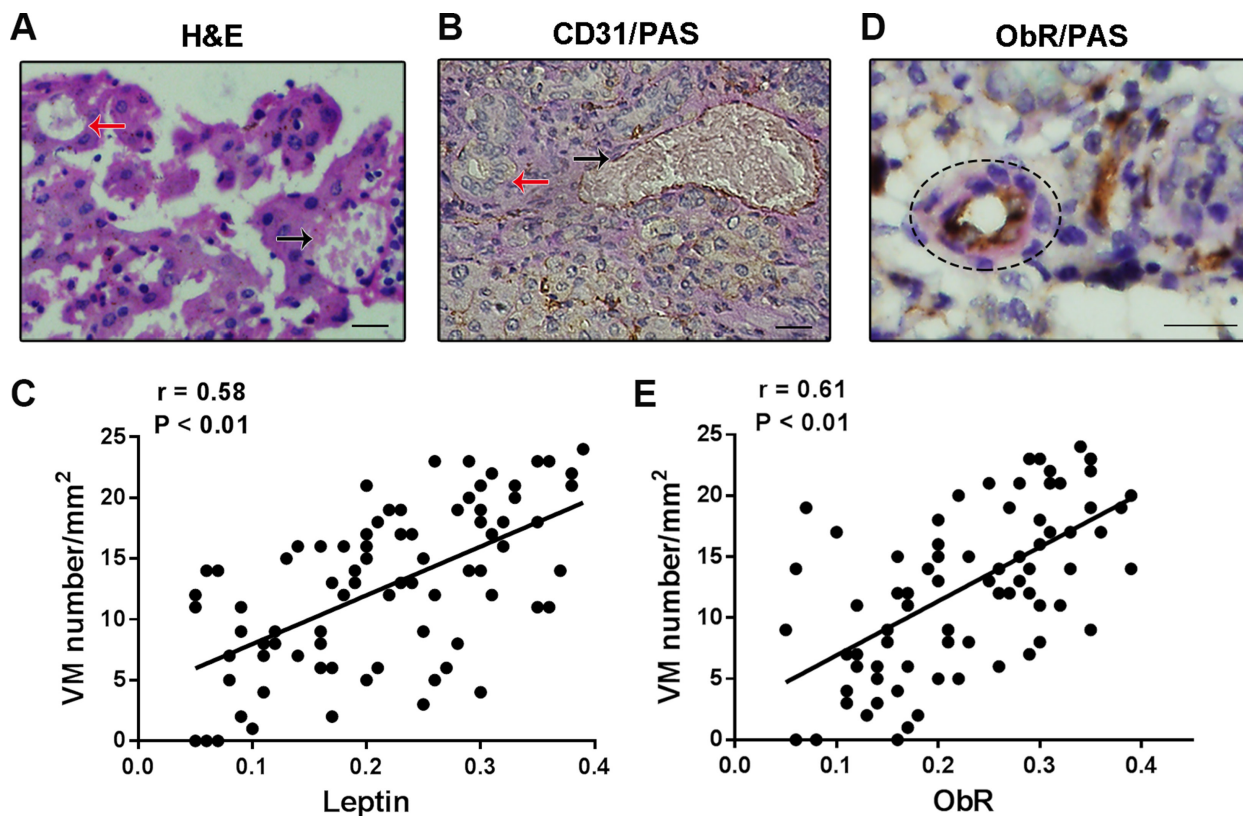 A
H&E
B
CD31/PAS
D
ObR/PAS
C
r = 0.58
P < 0.01
VM number/mm²
25
20
15
10
5
0
0.0 0.1 0.2 0.3 0.4
Leptin
E
r = 0.61
P < 0.01
VM number/mm²
25
20
15
10
5
0
0.0 0.1 0.2 0.3 0.4
ObR